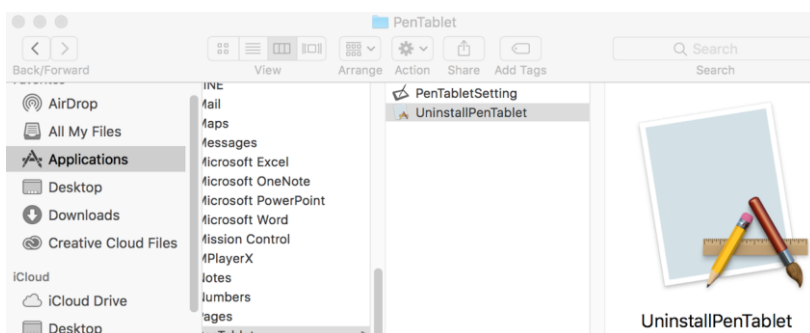 PenTablet
Search
Back/Forward
View
Arrange
Action
Share
Add Tags
Search
AirDrop
All My Files
Applications
Desktop
Downloads
Creative Cloud Files
iCloud
iCloud Drive
Desktop
Mail
Maps
Messages
Microsoft Excel
Microsoft OneNote
Microsoft PowerPoint
Microsoft Word
Mission Control
MPlayerX
Notes
Numbers
Pages
PenTabletSetting
UninstallPenTablet
UninstallPenTablet